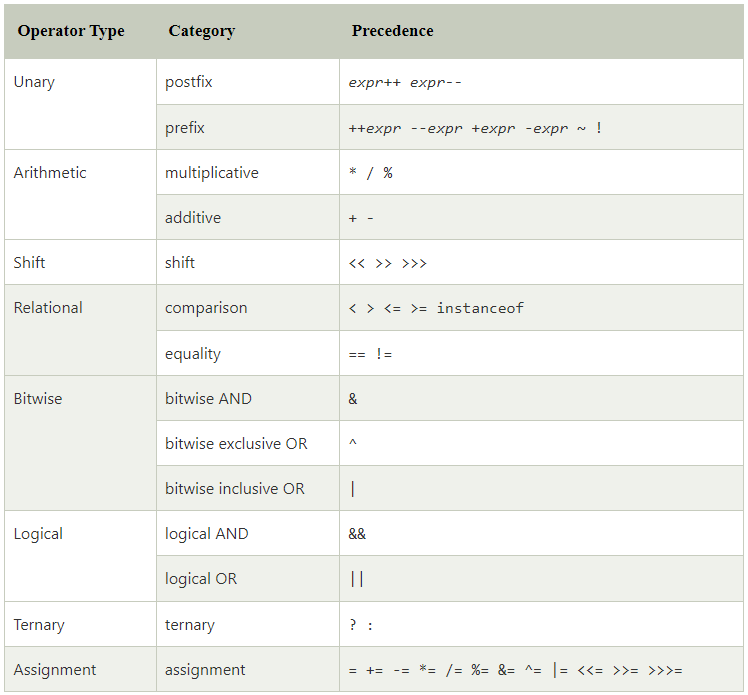 Operator Type Category Precedence
Unary postfix expr++ expr--
prefix ++expr --expr +expr -expr ~ !
Arithmetic multiplicative * / %
additive + -
Shift shift << >> >>>
Relational comparison < > <= >= instanceof
equality == !=
Bitwise bitwise AND &
bitwise exclusive OR ^
bitwise inclusive OR |
Logical logical AND &&
logical OR ||
Ternary ternary ? :
Assignment assignment = += -= *= /= %= &= ^= |= <<= >>= >>>=